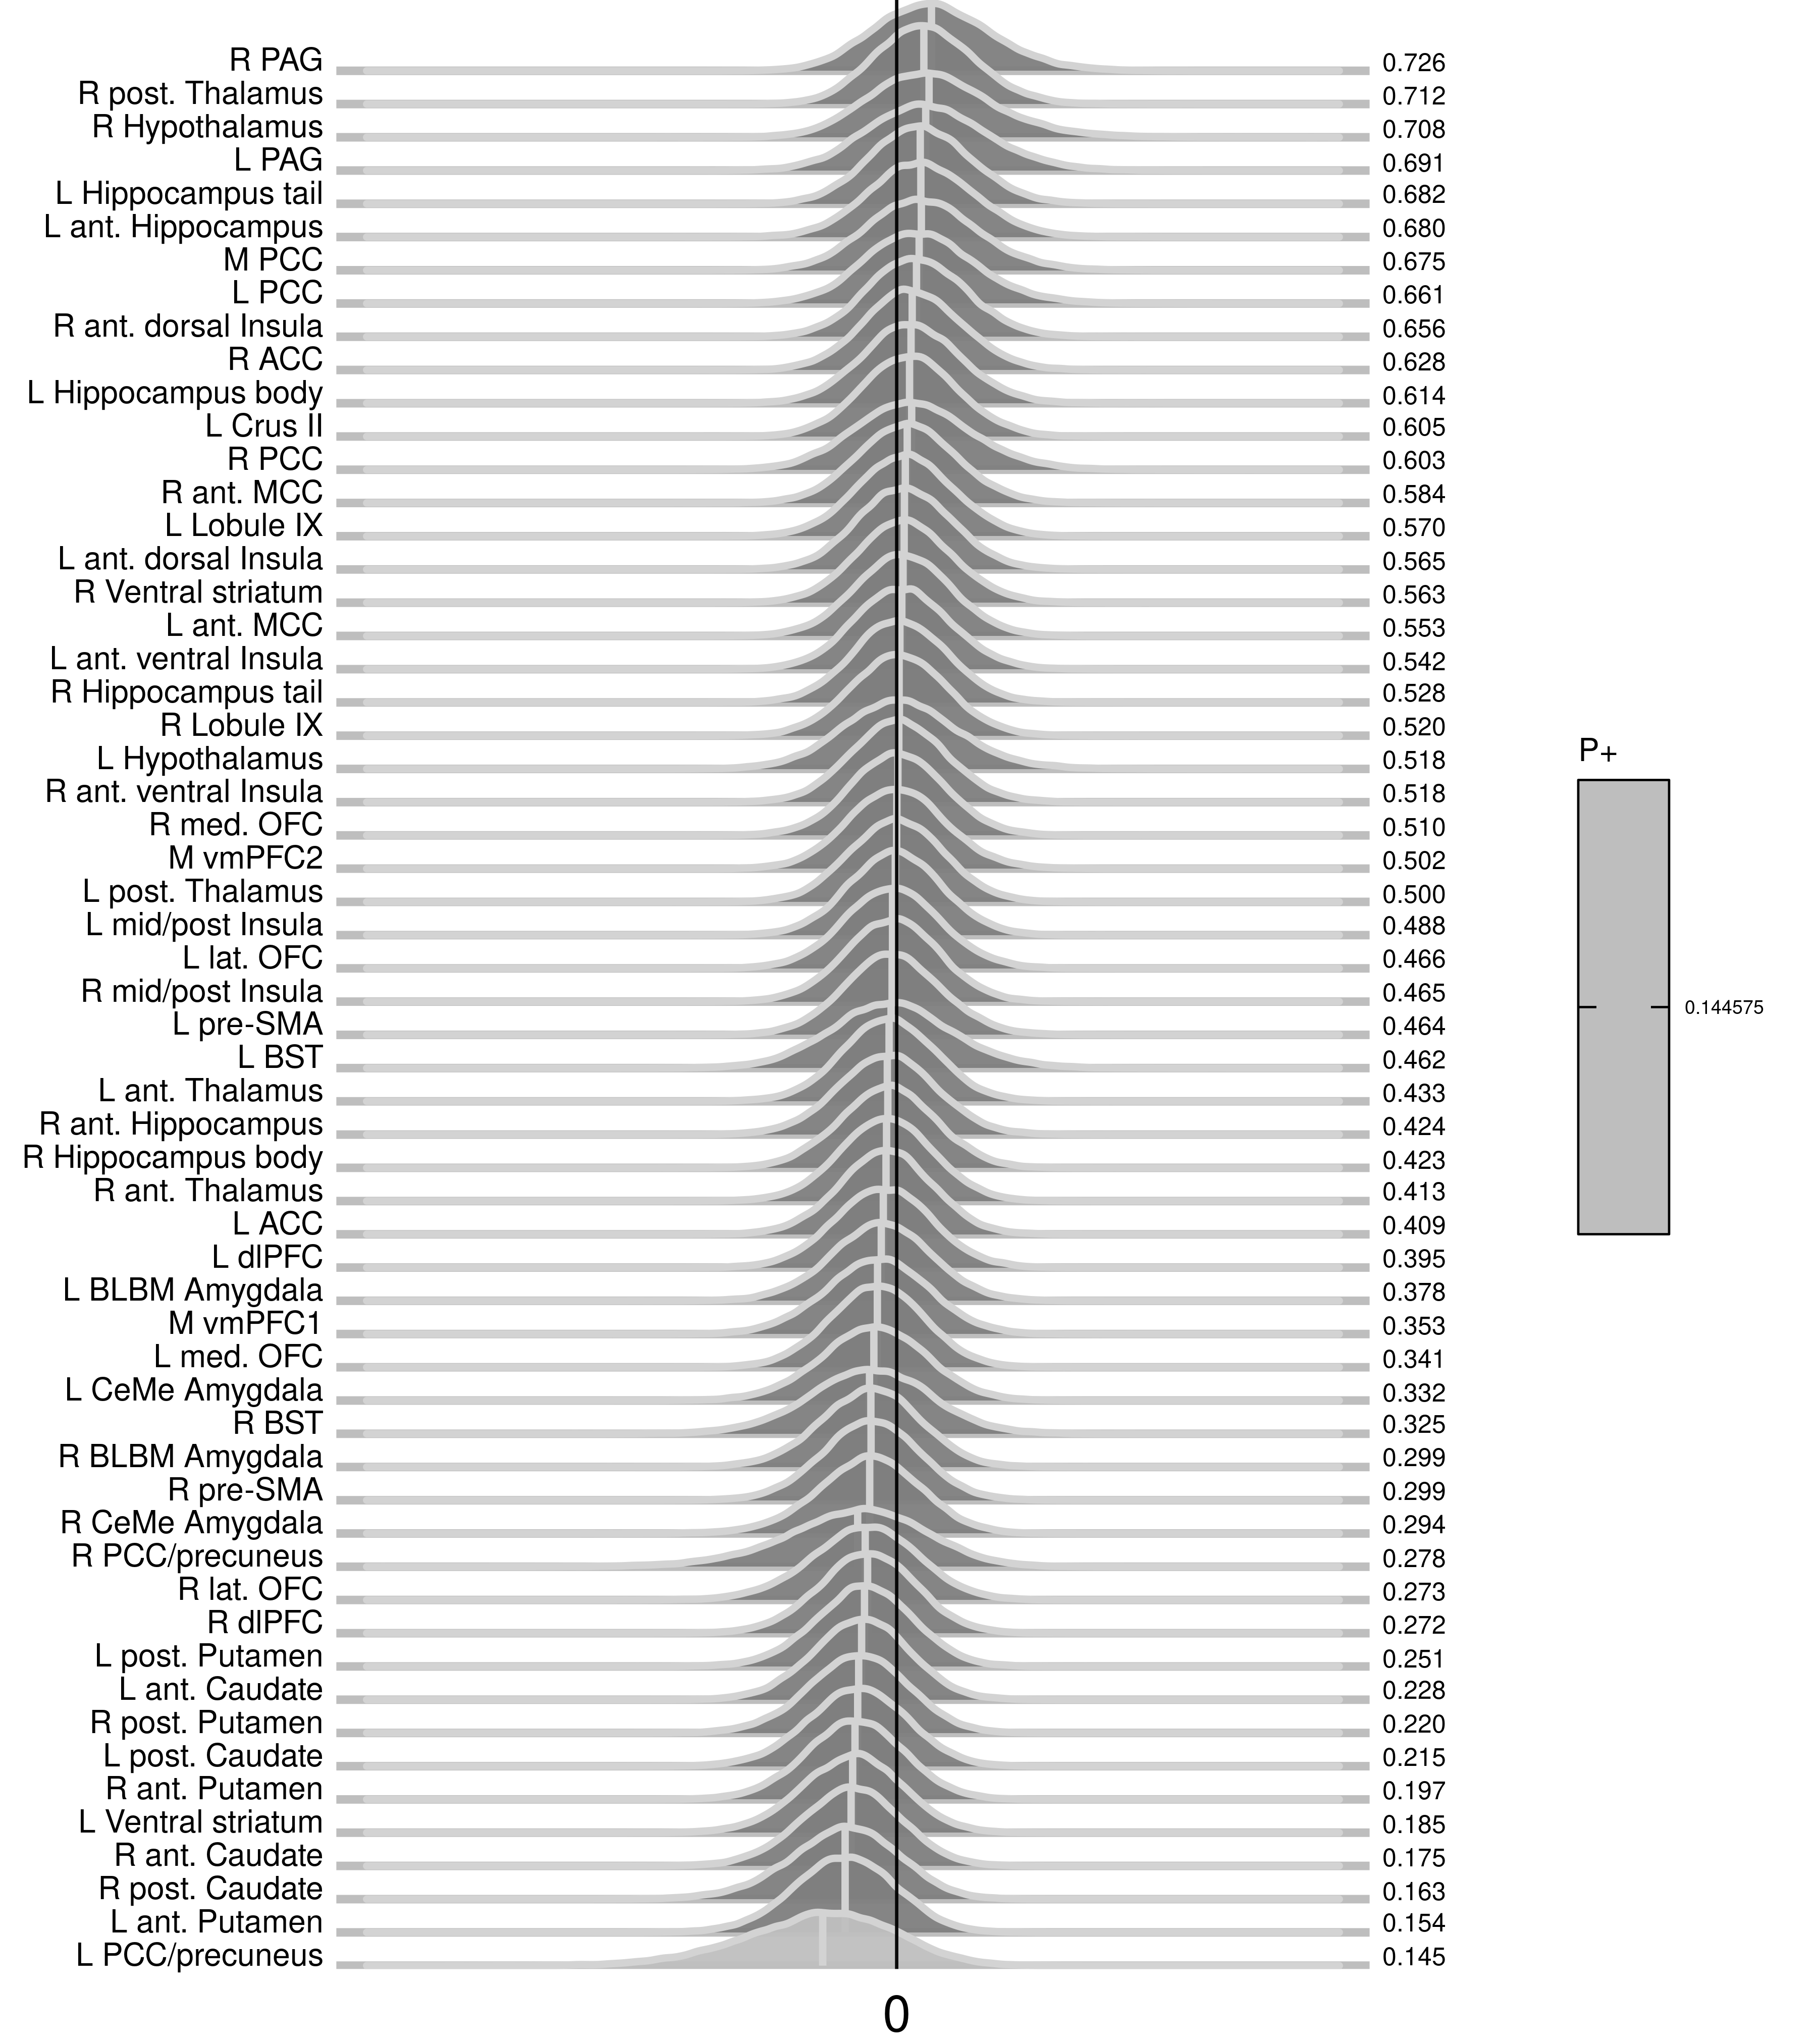 R PAG 0.726
R post. Thalamus 0.712
R Hypothalamus 0.708
L PAG 0.691
L Hippocampus tail 0.682
L ant. Hippocampus 0.680
M PCC 0.675
L PCC 0.661
R ant. dorsal Insula 0.656
R ACC 0.628
L Hippocampus body 0.614
L Crus II 0.605
R PCC 0.603
R ant. MCC 0.584
L Lobule IX 0.570
L ant. dorsal Insula 0.565
R Ventral striatum 0.563
L ant. MCC 0.553
L ant. ventral Insula 0.542
R Hippocampus tail 0.528
R Lobule IX 0.520
L Hypothalamus 0.518
R ant. ventral Insula 0.518
R med. OFC 0.510
M vmPFC2 0.502
L post. Thalamus 0.500
L mid/post Insula 0.488
L lat. OFC 0.466
R mid/post Insula 0.465
L pre-SMA 0.464
L BST 0.462
L ant. Thalamus 0.433
R ant. Hippocampus 0.424
R Hippocampus body 0.423
R ant. Thalamus 0.413
L ACC 0.409
L dlPFC 0.395
L BLBM Amygdala 0.378
M vmPFC1 0.353
L med. OFC 0.341
L CeMe Amygdala 0.332
R BST 0.325
R BLBM Amygdala 0.299
R pre-SMA 0.299
R CeMe Amygdala 0.294
R PCC/precuneus 0.278
R lat. OFC 0.273
R dlPFC 0.272
L post. Putamen 0.251
L ant. Caudate 0.228
R post. Putamen 0.220
L post. Caudate 0.215
R ant. Putamen 0.197
L Ventral striatum 0.185
R ant. Caudate 0.175
R post. Caudate 0.163
L ant. Putamen 0.154
L PCC/precuneus 0.145
0
P+
0.144575